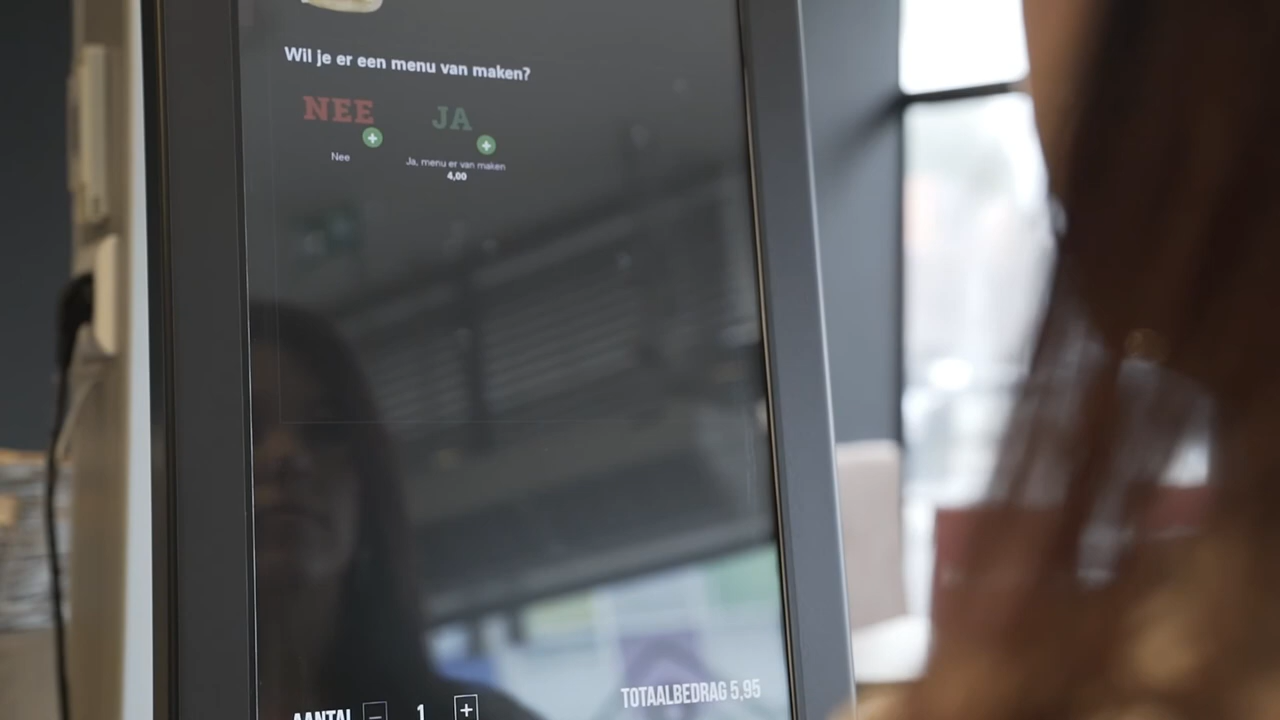 Wil je er een menu van maken?
NEE JA
Nee Ja, menu er van maken
4,00
AANTAL 1 TOTAALBEDRAG 5,95